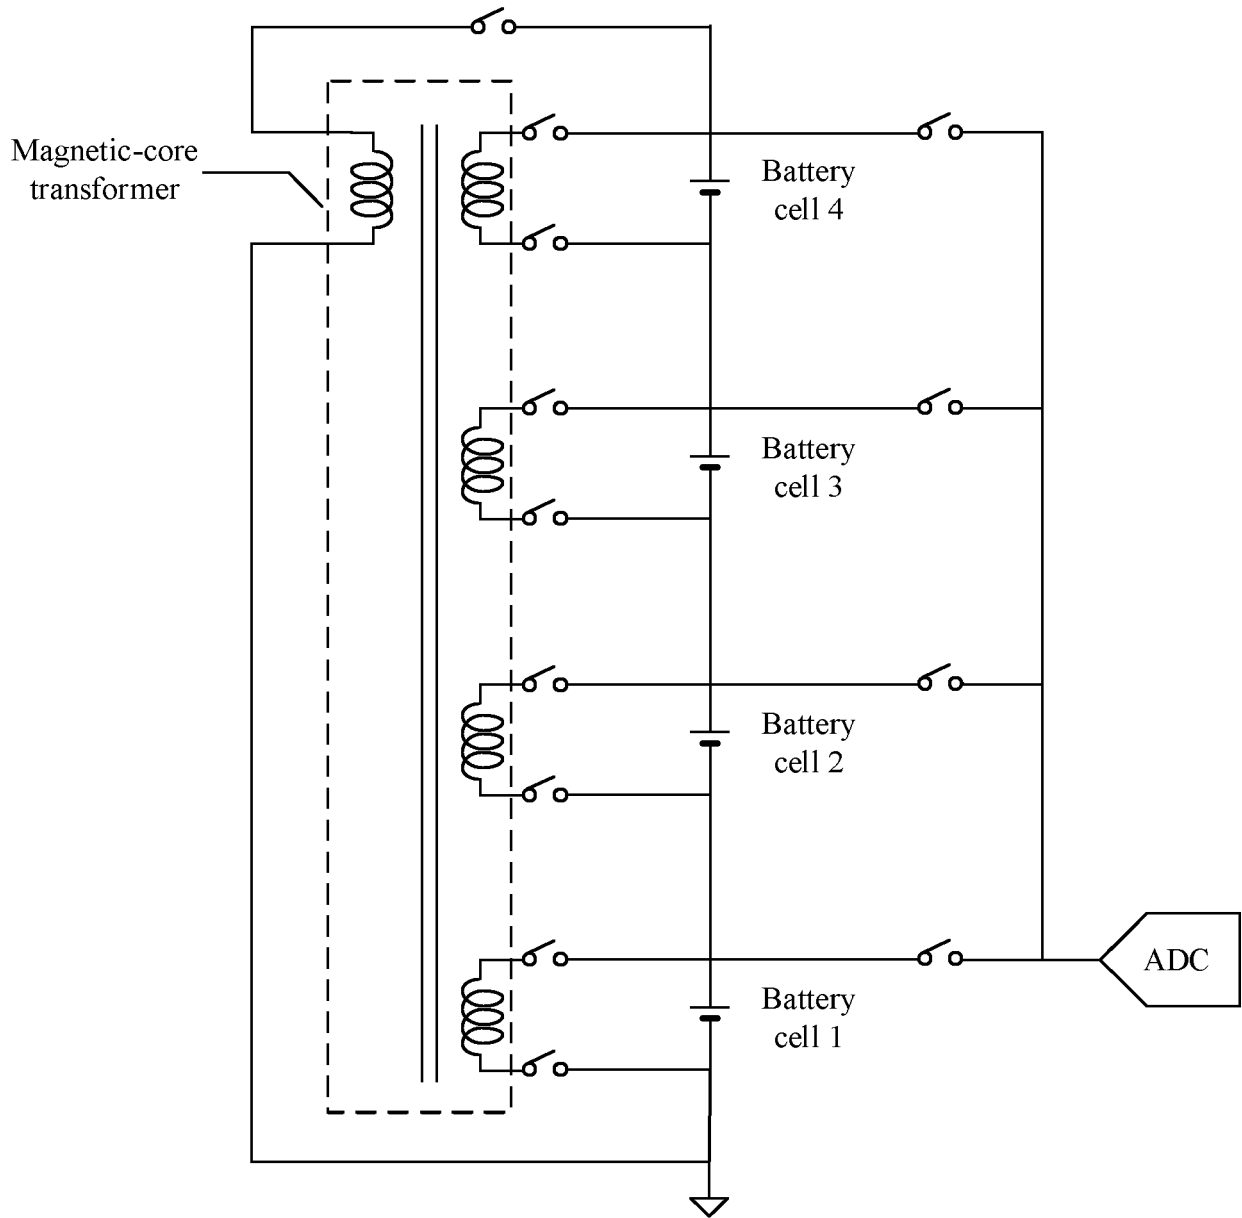 Magnetic-core
transformer
Battery
cell 4
Battery
cell 3
Battery
cell 2
Battery
cell 1
ADC